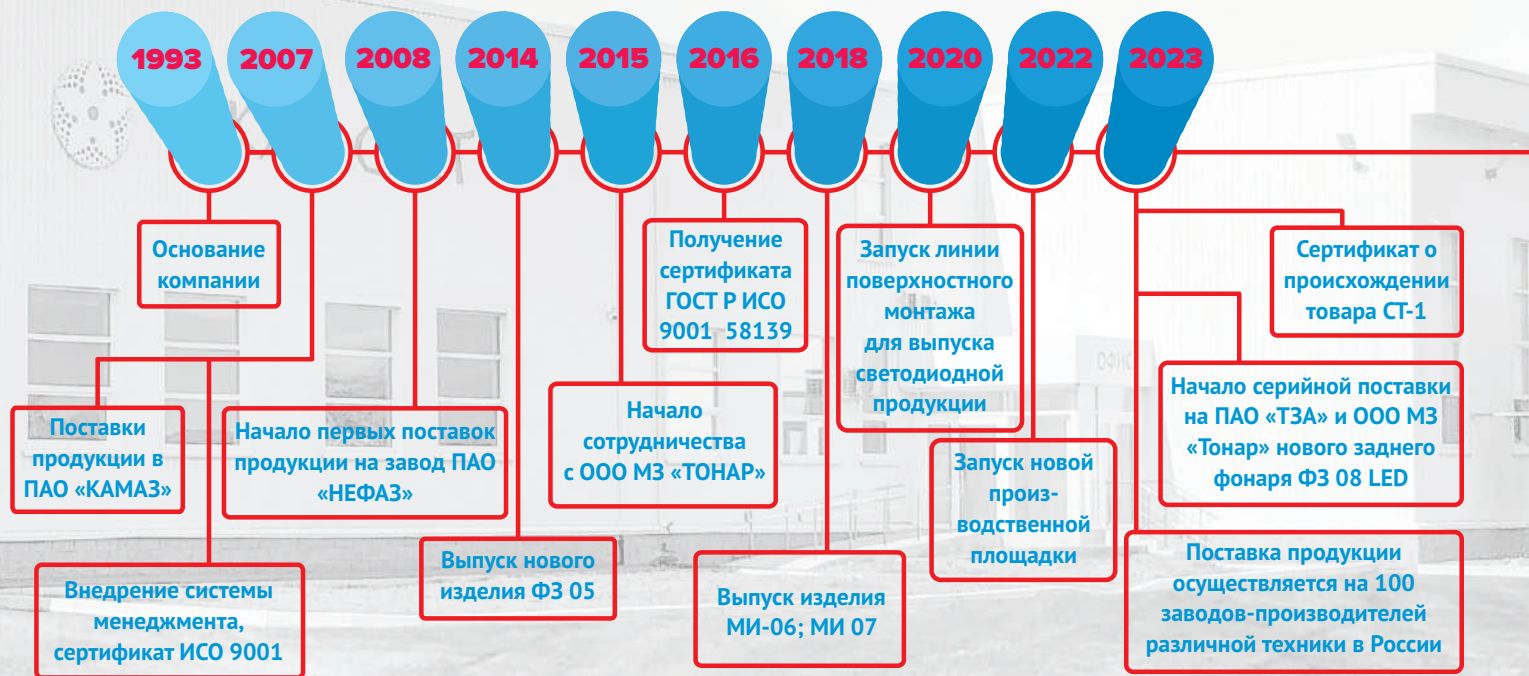 1993
2007
2008
2014
2015
2016
2018
2020
2022
2023
Основание
компании
Поставки
продукции в
ПАО «КАМАЗ»
Внедрение системы
менеджмента,
сертификат ИСО 9001
Начало первых поставок
продукции на завод ПАО
«НЕФАЗ»
Выпуск нового
изделия ФЗ 05
Начало
сотрудничества
с ООО МЗ «ТОНАР»
Получение
сертификата
ГОСТ Р ИСО
9001 58139
Выпуск изделия
МИ-06; МИ 07
Запуск линии
поверхностного
монтажа
для выпуска
светодиодной
продукции
Запуск новой
произ-
водственной
площадки
Сертификат о
происхождении
товара СТ-1
Начало серийной поставки
на ПАО «ТЗА» и ООО МЗ
«Тонар» нового заднего
фонаря ФЗ 08 LED
Поставка продукции
осуществляется на 100
заводов-производителей
различной техники в России
ОФИС